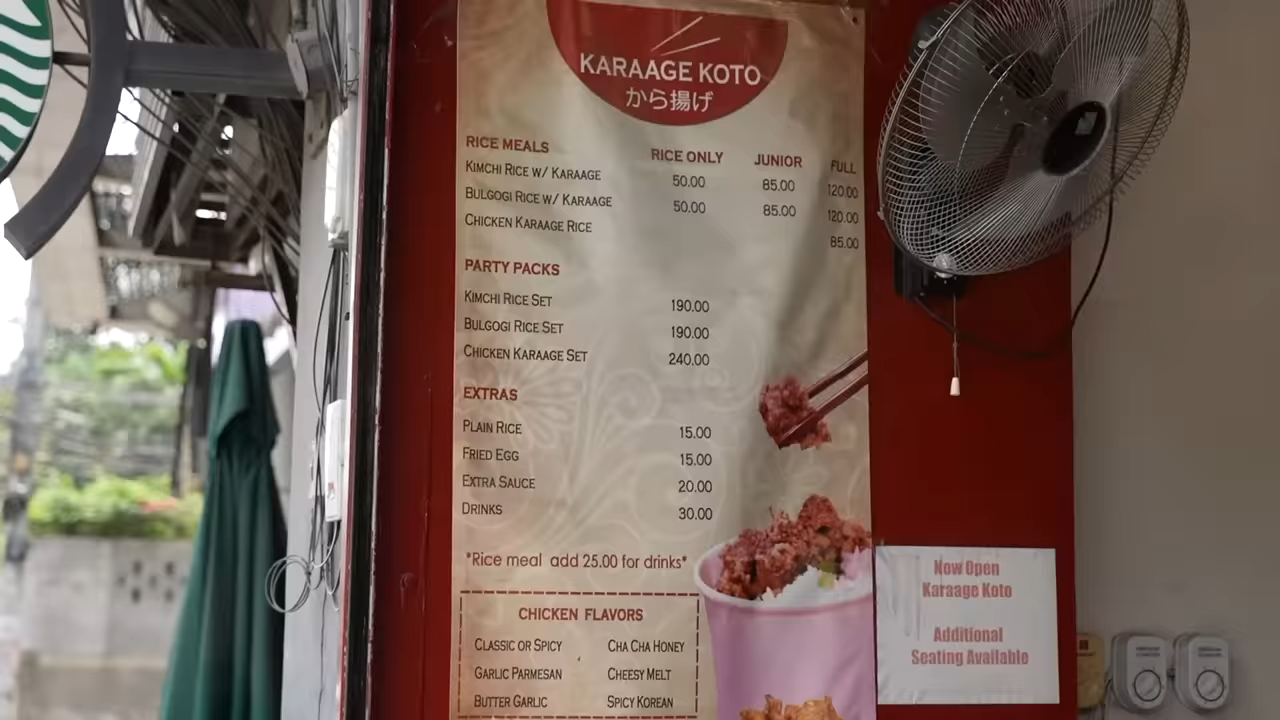 KARAAGE KOTO
から揚げ
RICE MEALS RICE ONLY JUNIOR FULL
KIMCHI RICE W/ KARAAGE 50.00 85.00 120.00
BULGOGI RICE W/ KARAAGE 50.00 85.00 120.00
CHICKEN KARAAGE RICE 85.00
PARTY PACKS
KIMCHI RICE SET 190.00
BULGOGI RICE SET 190.00
CHICKEN KARAAGE SET 240.00
EXTRAS
PLAIN RICE 15.00
FRIED EGG 15.00
EXTRA SAUCE 20.00
DRINKS 30.00
*Rice meal add 25.00 for drinks*
CHICKEN FLAVORS
CLASSIC OR SPICY CHA CHA HONEY
GARLIC PARMESAN CHEESY MELT
BUTTER GARLIC SPICY KOREAN
Now Open
Karaage Koto
Additional
Seating Available